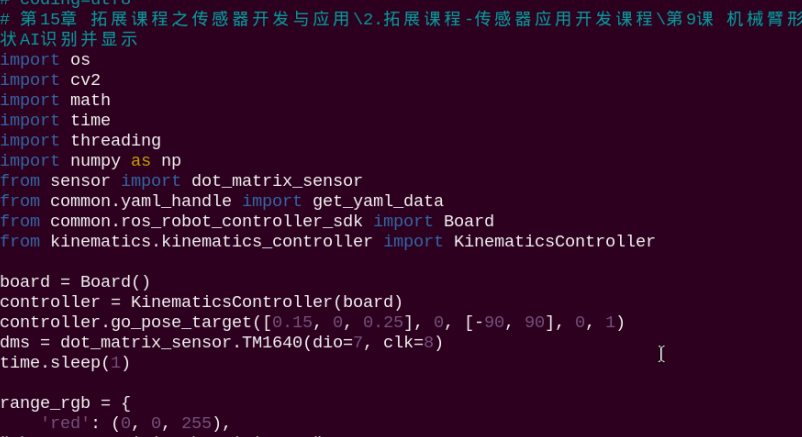 # coding=utf8
# 第15章 拓展课程之传感器开发与应用\2.拓展课程-传感器应用开发课程\第9课 机械臂形
状AI识别并显示
import os
import cv2
import math
import time
import threading
import numpy as np
from sensor import dot_matrix_sensor
from common.yaml_handle import get_yaml_data
from common.ros_robot_controller_sdk import Board
from kinematics.kinematics_controller import KinematicsController

board = Board()
controller = KinematicsController(board)
controller.go_pose_target([0.15, 0, 0.25], 0, [-90, 90], 0, 1)
dms = dot_matrix_sensor.TM1640(dio=7, clk=8)
time.sleep(1)

range_rgb = {
    'red': (0, 0, 255),